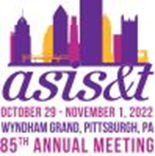 asis&t
OCTOBER 29 - NOVEMBER 1, 2022
WYNDHAM GRAND, PITTSBURGH, PA
85TH ANNUAL MEETING